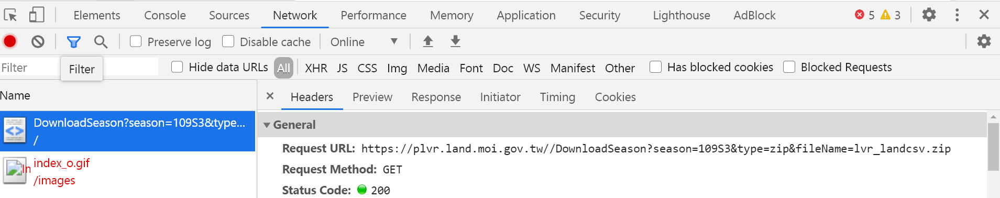 Elements Console Sources Network Performance Memory Application Security Lighthouse AdBlock 5 3
Preserve log Disable cache Online
Filter Filter Hide data URLs All XHR JS CSS Img Media Font Doc WS Manifest Other Has blocked cookies Blocked Requests
Name
Headers Preview Response Initiator Timing Cookies
DownloadSeason?season=109S3&type...
/
index_o.gif
/images
In
General
Request URL: https://plvr.land.moi.gov.tw//DownloadSeason?season=109S3&type=zip&fileName=lvr_landcsv.zip
Request Method: GET
Status Code: 200